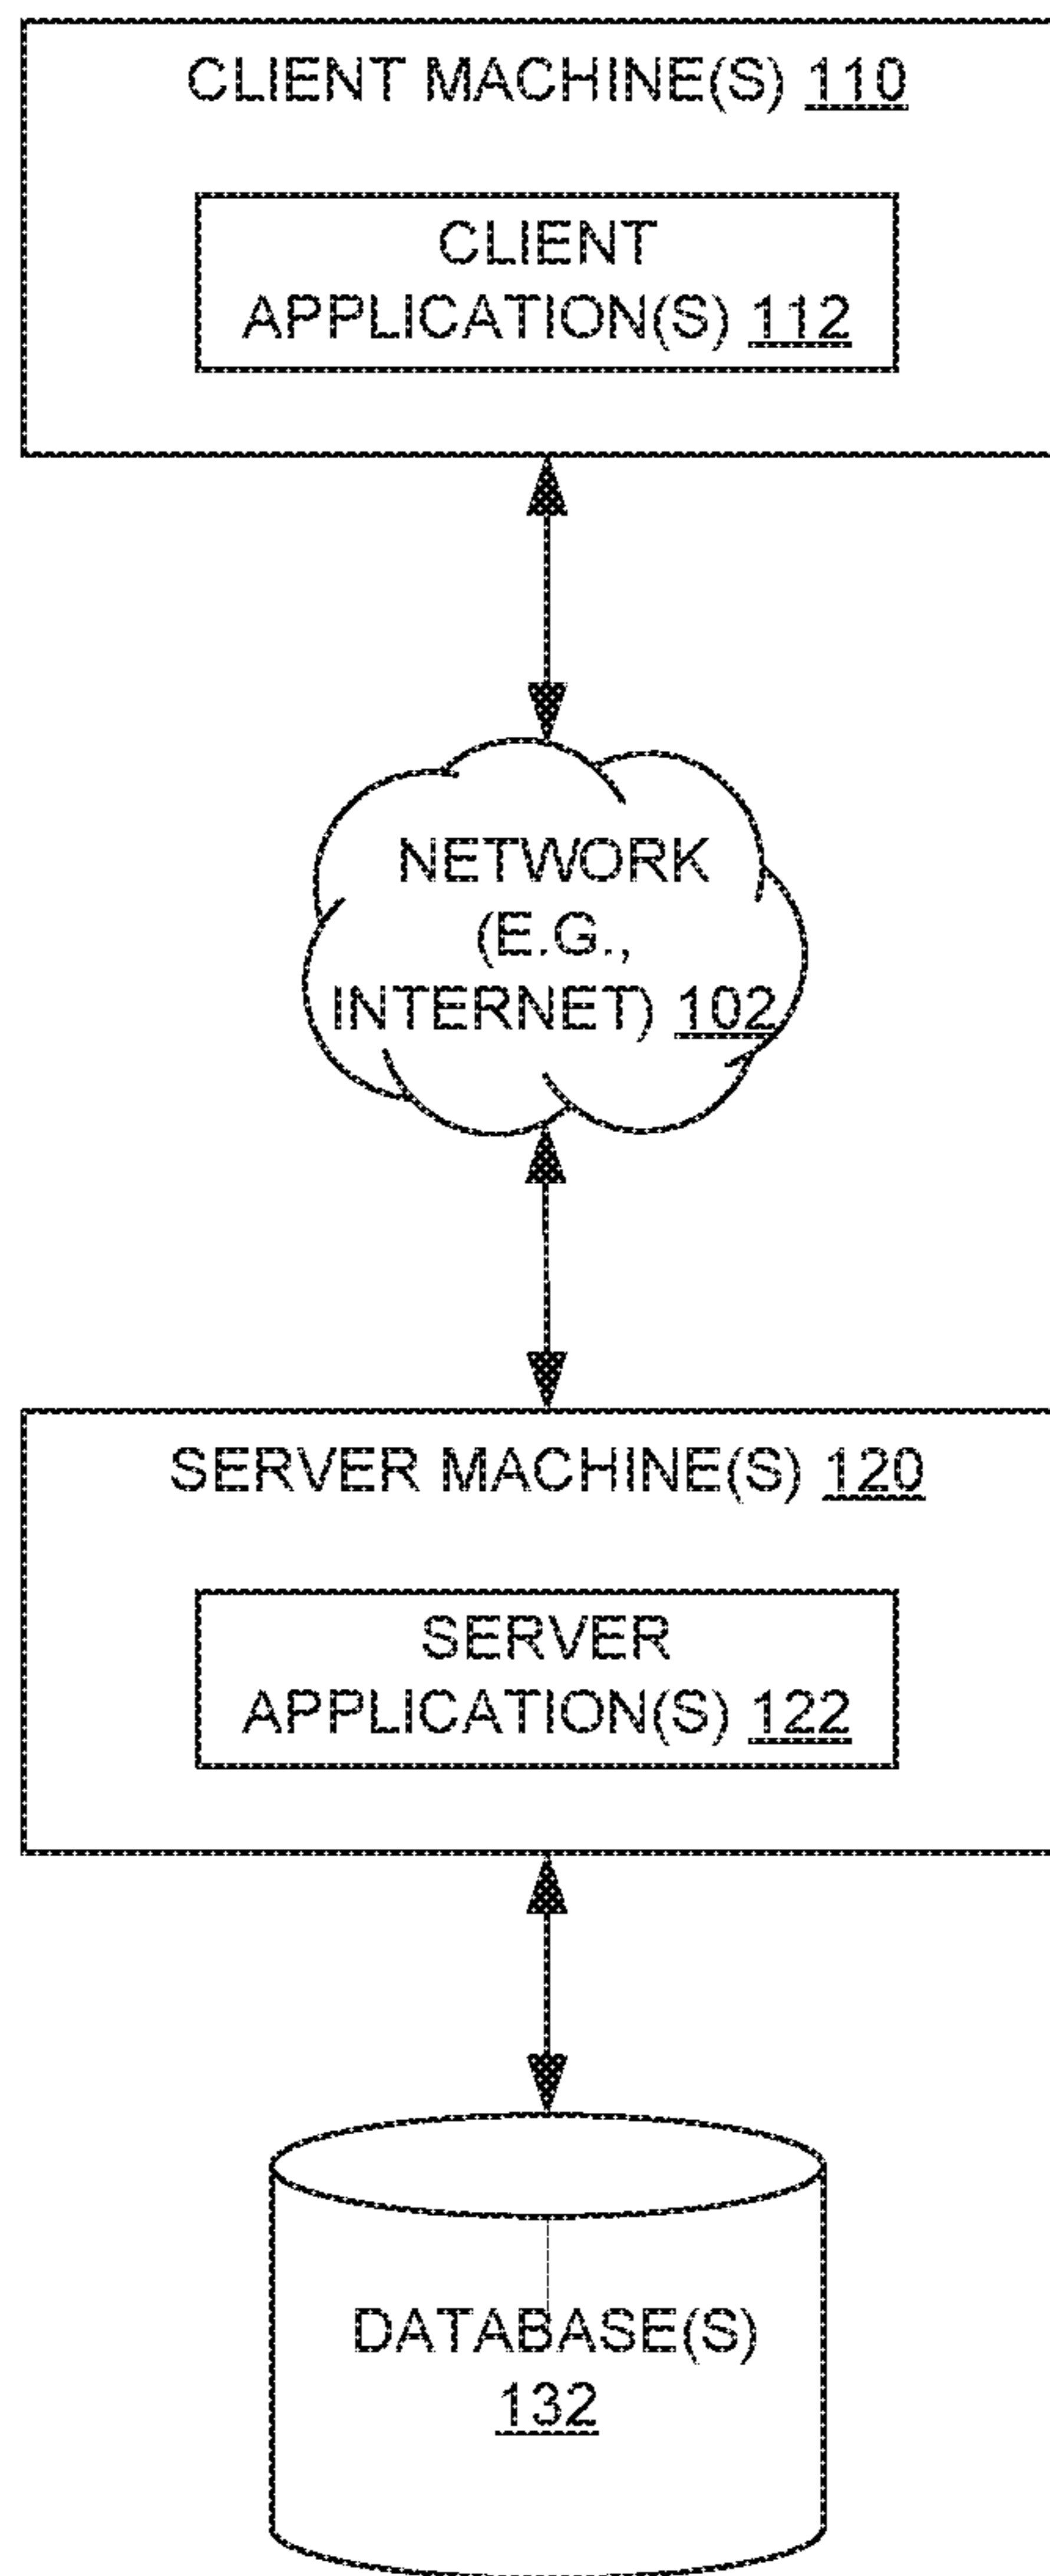 CLIENT MACHINE(S) 110
CLIENT
APPLICATION(S) 112
NETWORK
(E.G.,
INTERNET) 102
SERVER MACHINE(S) 120
SERVER
APPLICATION(S) 122
DATABASE(S)
132